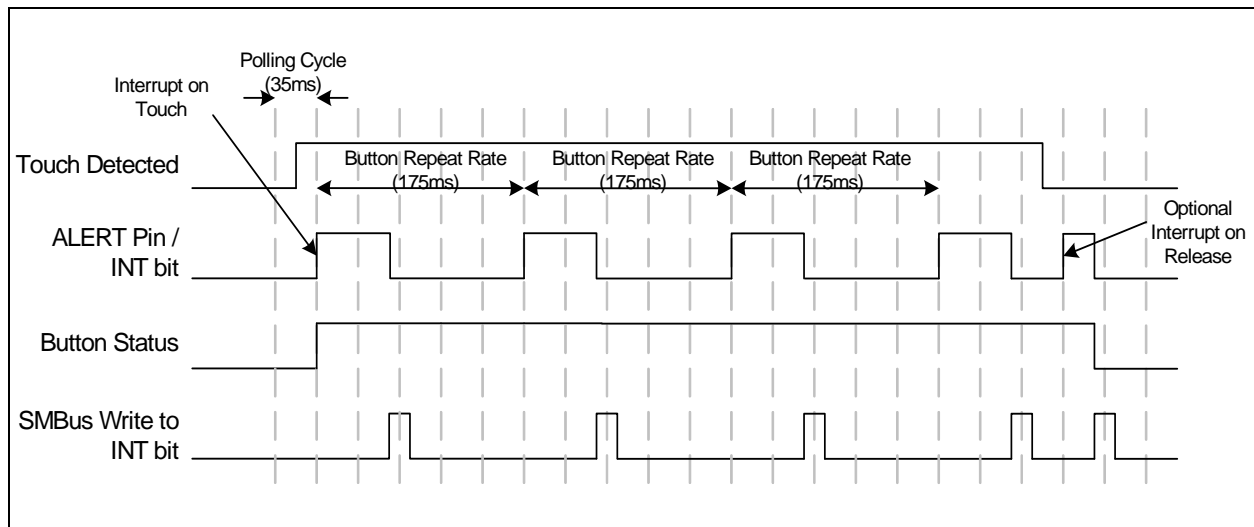 Polling Cycle
(35ms)
Interrupt on
Touch
Touch Detected
Button Repeat Rate
(175ms)
Button Repeat Rate
(175ms)
Button Repeat Rate
(175ms)
ALERT Pin /
INT bit
Optional
Interrupt on
Release
Button Status
SMBus Write to
INT bit